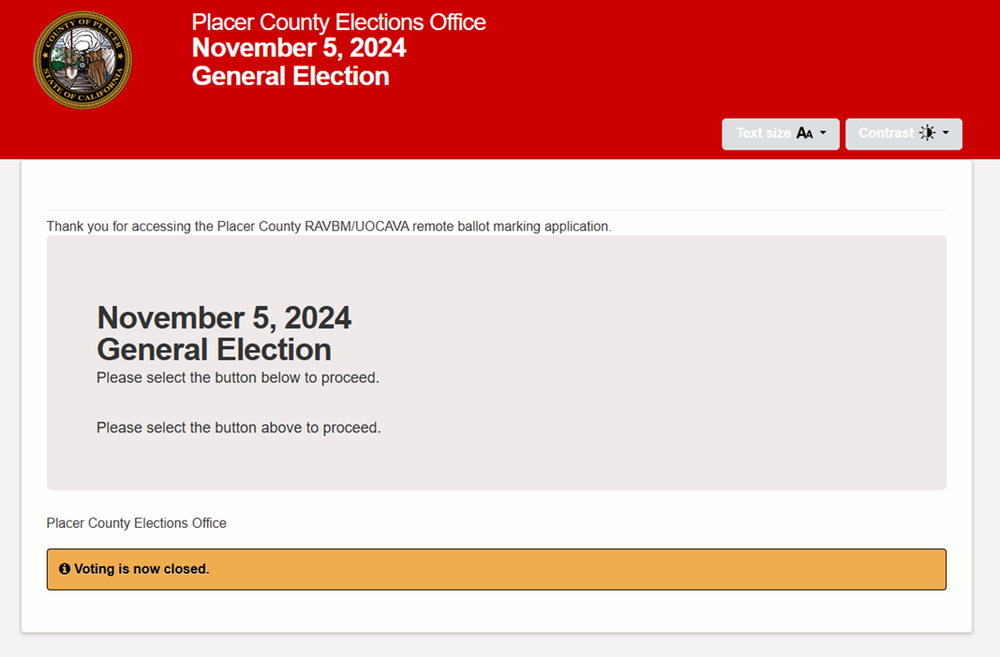 COUNTY OF PLACER
STATE OF CALIFORNIA
Placer County Elections Office
November 5, 2024
General Election
Text size AA
Contrast
Thank you for accessing the Placer County RAVBM/UOCAVA remote ballot marking application.
November 5, 2024
General Election
Please select the button below to proceed.
Please select the button above to proceed.
Placer County Elections Office
Voting is now closed.